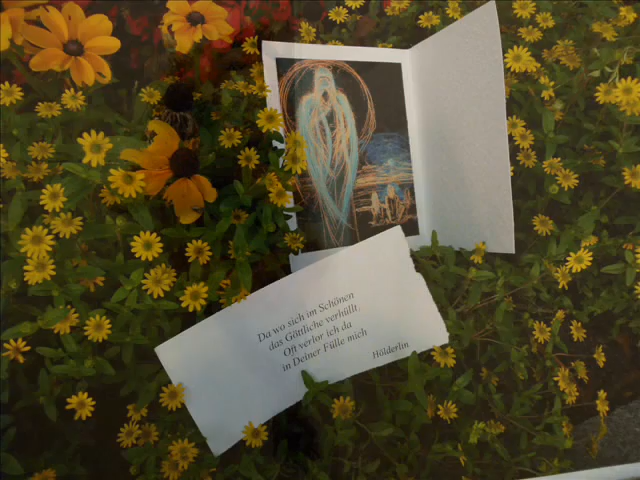 Da wo sich im Schönen
das Göttliche verhüllt,
Oft verlor ich da
in Deiner Fülle mich
Hölderlin